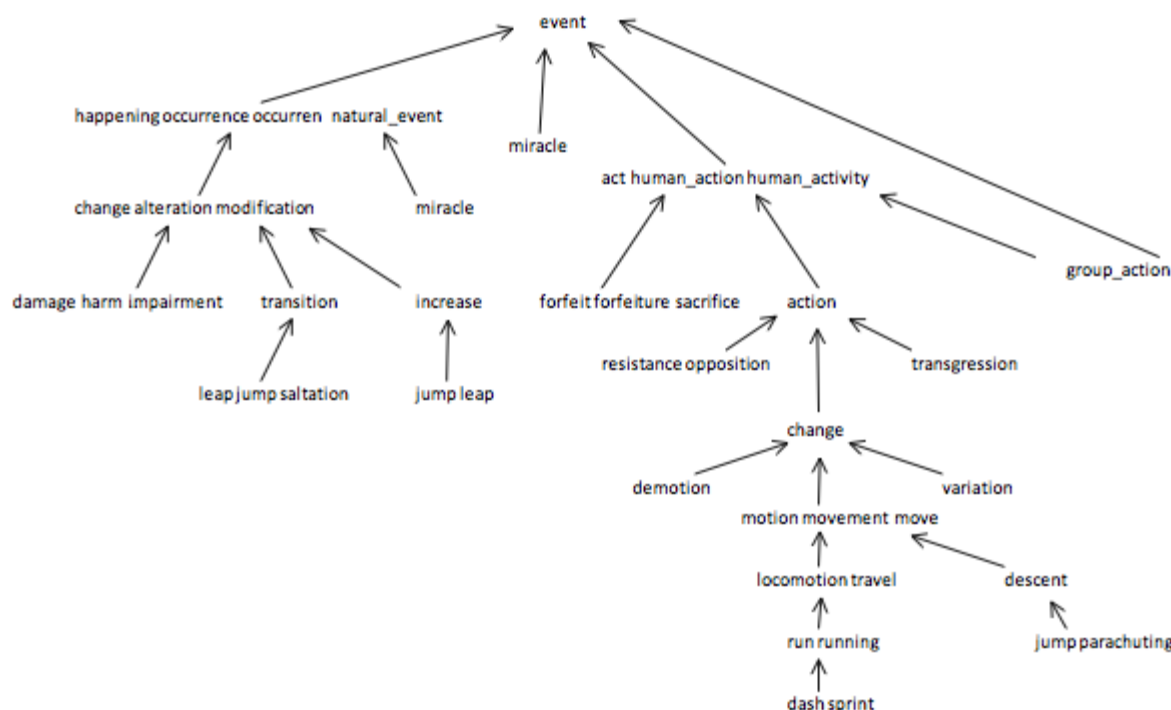 event
happening occurrence occurren natural_event
miracle
act human_action human_activity
change alteration modification
miracle
group_action
damage harm impairment
transition
increase
forfeit forfeiture sacrifice
action
resistance opposition
transgression
leap jump saltation
jump leap
change
demotion
variation
motion movement move
locomotion travel
descent
run running
jump parachuting
dash sprint